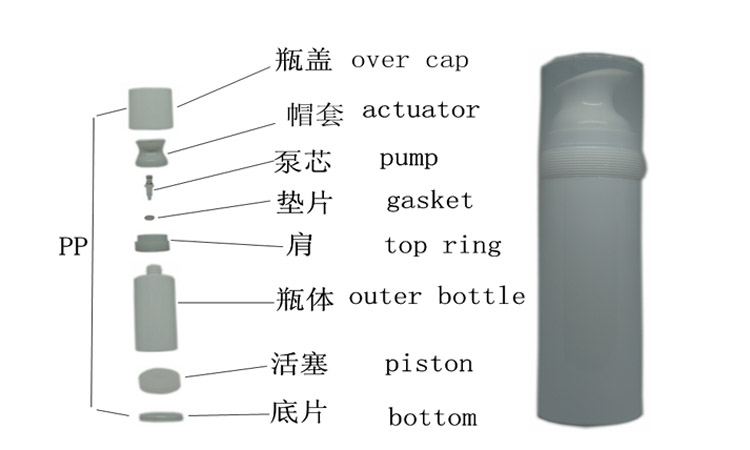 瓶盖 over cap
帽套 actuator
泵芯 pump
垫片 gasket
PP
肩 top ring
瓶体 outer bottle
活塞 piston
底片 bottom